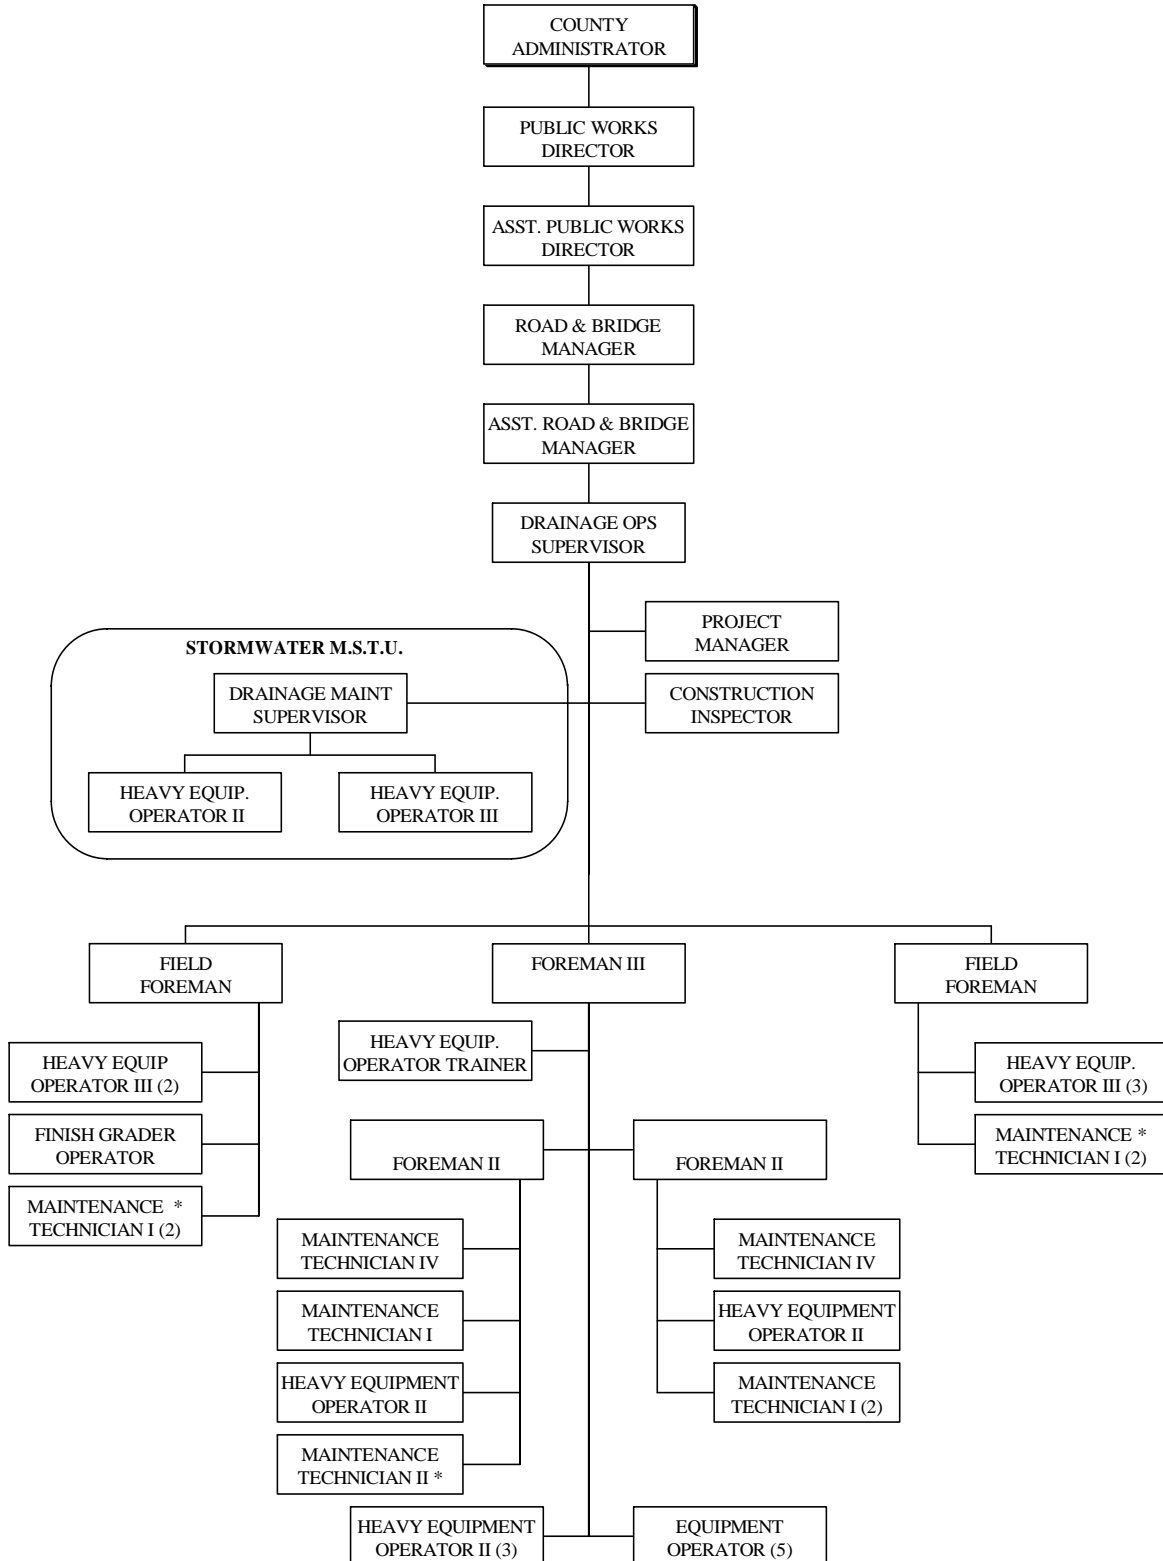 COUNTY
ADMINISTRATOR
PUBLIC WORKS
DIRECTOR
ASST. PUBLIC WORKS
DIRECTOR
ROAD & BRIDGE
MANAGER
ASST. ROAD & BRIDGE
MANAGER
DRAINAGE OPS
SUPERVISOR
PROJECT
MANAGER
STORMWATER M.S.T.U.
DRAINAGE MAINT
SUPERVISOR
CONSTRUCTION
INSPECTOR
HEAVY EQUIP.
OPERATOR II
HEAVY EQUIP.
OPERATOR III
FIELD
FOREMAN
HEAVY EQUIP
OPERATOR III (2)
FINISH GRADER
OPERATOR
MAINTENANCE *
TECHNICIAN I (2)
FOREMAN III
HEAVY EQUIP.
OPERATOR TRAINER
FOREMAN II
MAINTENANCE
TECHNICIAN IV
MAINTENANCE
TECHNICIAN I
HEAVY EQUIPMENT
OPERATOR II
MAINTENANCE
TECHNICIAN II *
FOREMAN II
MAINTENANCE
TECHNICIAN IV
HEAVY EQUIPMENT
OPERATOR II
MAINTENANCE
TECHNICIAN I (2)
HEAVY EQUIPMENT
OPERATOR II (3)
EQUIPMENT
OPERATOR (5)
FIELD
FOREMAN
HEAVY EQUIP.
OPERATOR III (3)
MAINTENANCE *
TECHNICIAN I (2)